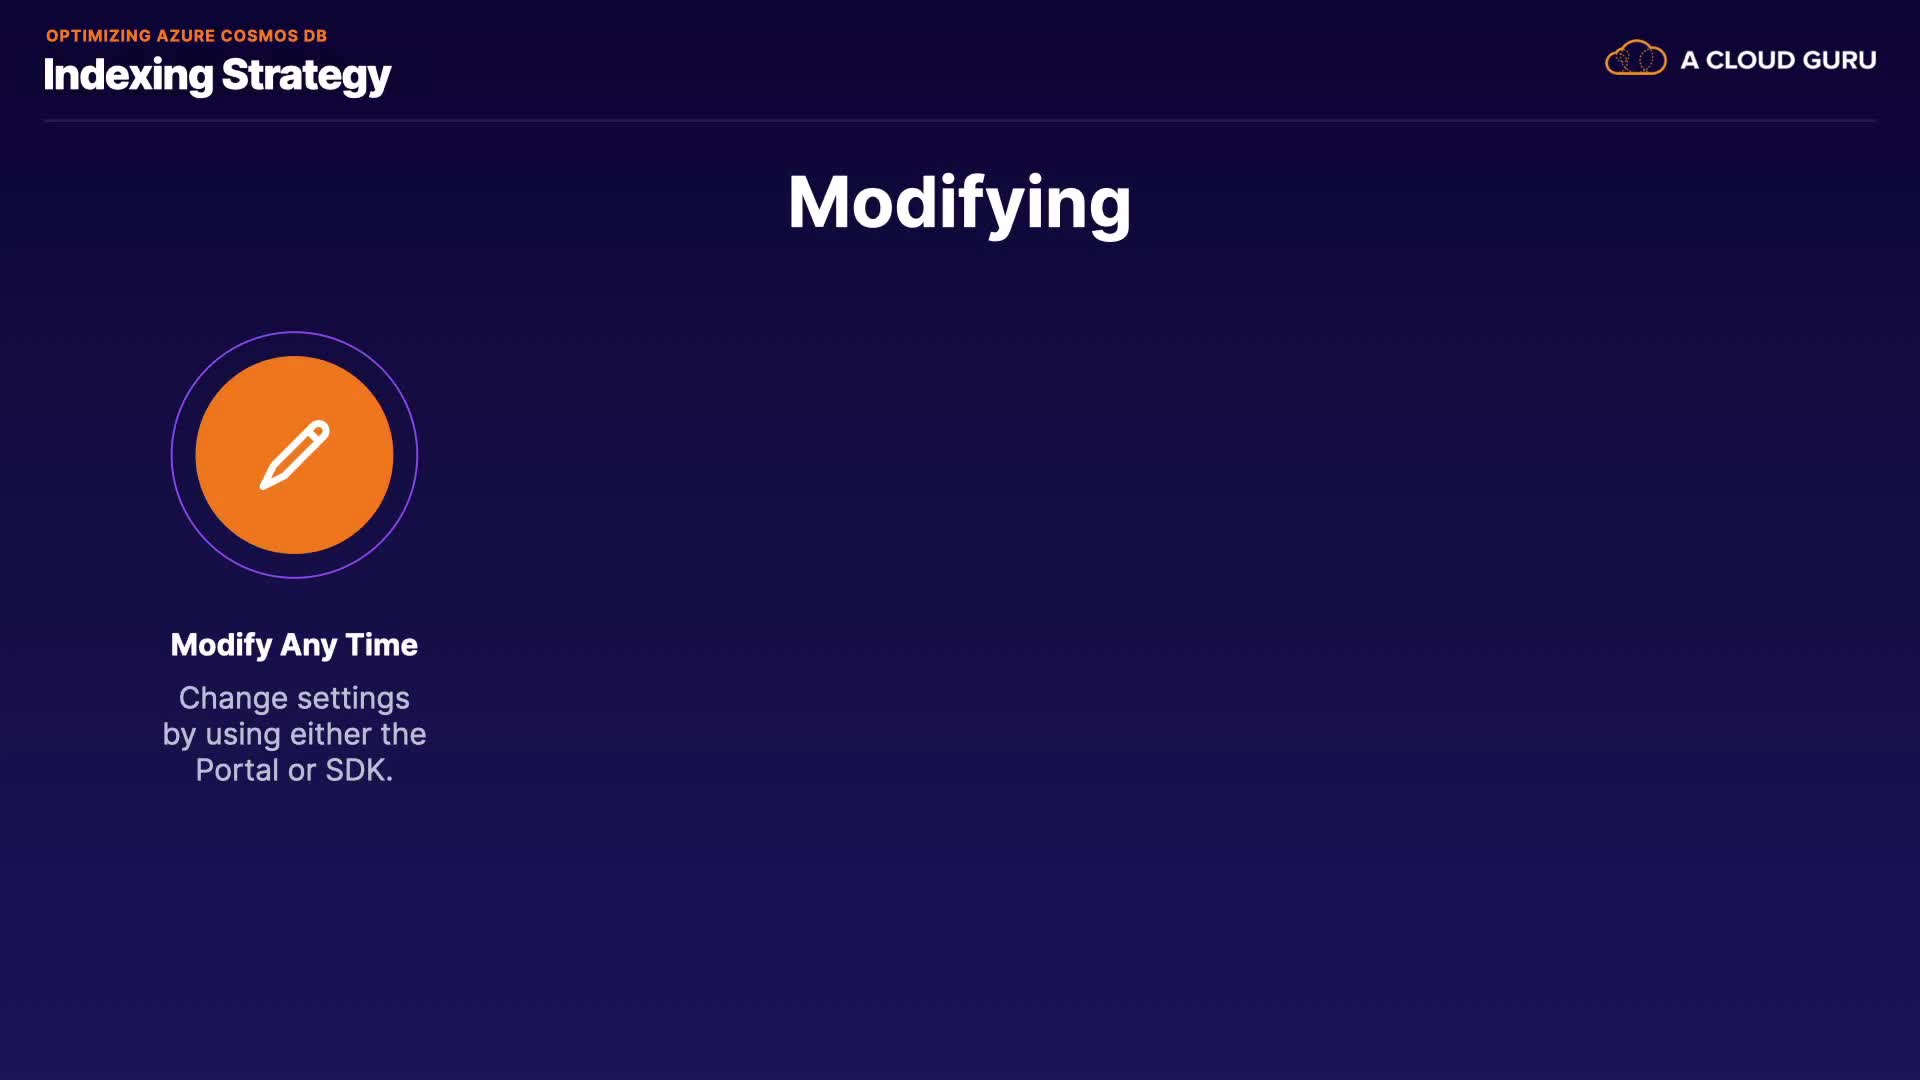 OPTIMIZING AZURE COSMOS DB
Indexing Strategy
A CLOUD GURU
Modifying
Modify Any Time
Change settings
by using either the
Portal or SDK.